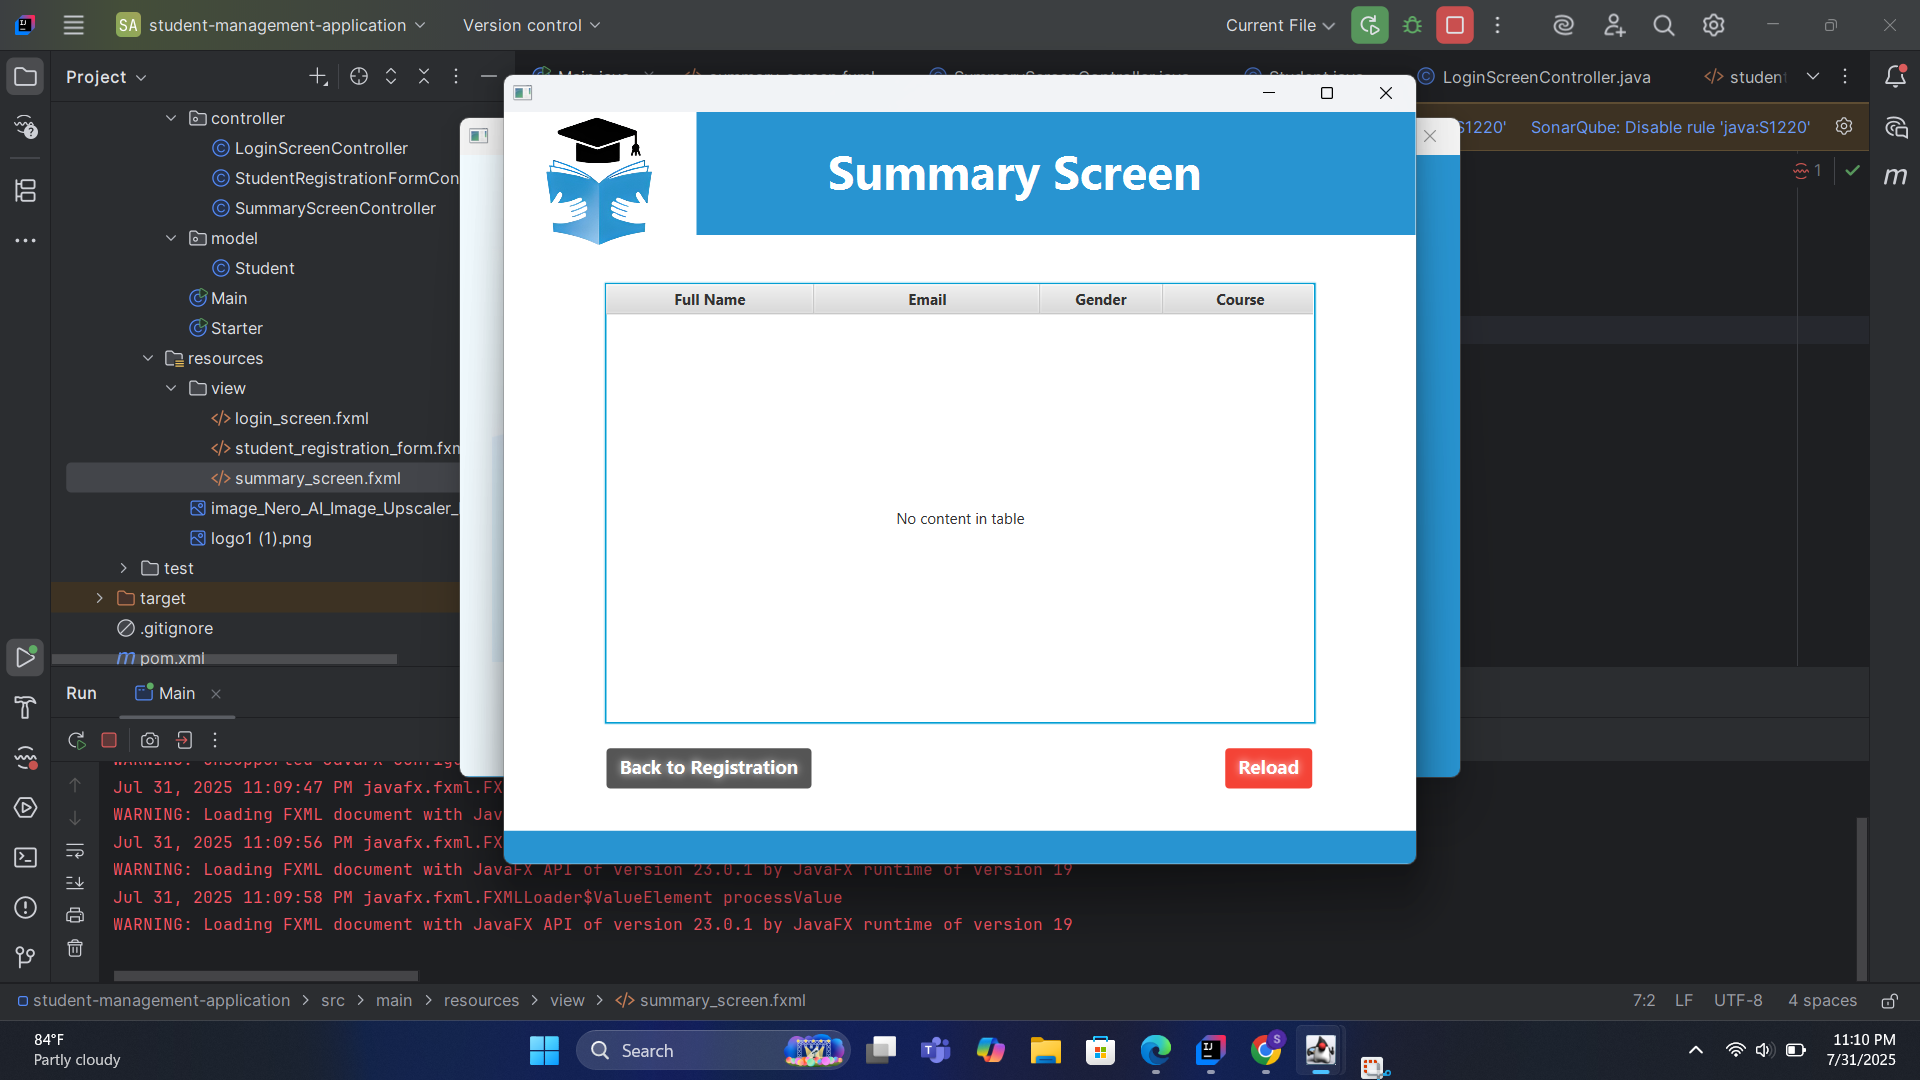 SA student-management-application
Version control
Current File
Project
LoginScreenController.java
studen
S1220'
SonarQube: Disable rule 'java:S1220'
1
controller
LoginScreenController
StudentRegistrationFormCon
SummaryScreenController
model
Student
Main
Starter
resources
view
login_screen.fxml
student_registration_form.fxm
summary_screen.fxml
image_Nero_AI_Image_Upscaler_
logo1 (1).png
test
target
.gitignore
pom.xml
Summary Screen
Full Name Email Gender Course
No content in table
Back to Registration
Reload
Run
Main
Jul 31, 2025 11:09:47 PM javafx.fxml.FX
WARNING: Loading FXML document with Jav
Jul 31, 2025 11:09:56 PM javafx.fxml.FX
WARNING: Loading FXML document with JavaFX API of version 23.0.1 by JavaFX runtime of version 19
Jul 31, 2025 11:09:58 PM javafx.fxml.FXMLLoader$ValueElement processValue
WARNING: Loading FXML document with JavaFX API of version 23.0.1 by JavaFX runtime of version 19
student-management-application > src > main > resources > view > summary_screen.fxml
7:2 LF UTF-8 4 spaces
84°F
Partly cloudy
Search
11:10 PM
7/31/2025